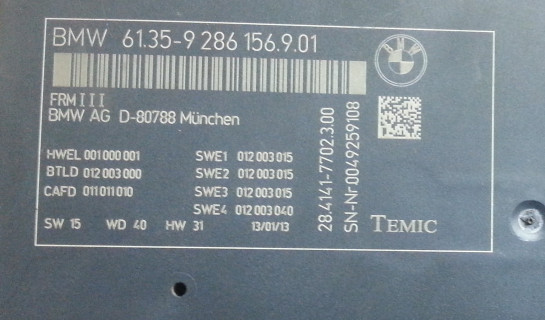 BMW 61.35-9 286 156.9.01
BMW
FRM III
BMW AG D-80788 München
HWEL 001 000 001 SWE1 012 003 015
BTLD 012 003 000 SWE2 012 003 015
CAFD 011 011 010 SWE3 012 003 015
SWE4 012 003 040
SW 15 WD 40 HW 31 13/01/13
28.4141-7702.3.00
SN-Nr.0049259108
TEMIC